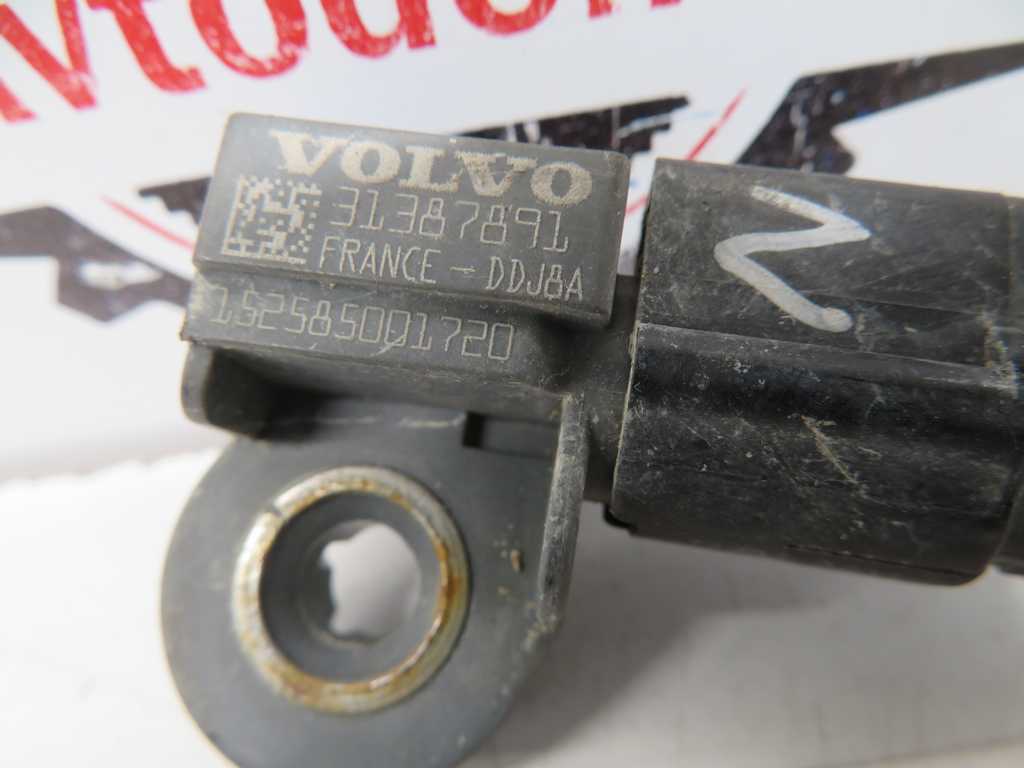 VOLVO
31387891
FRANCE - DDJ8A
152585001720